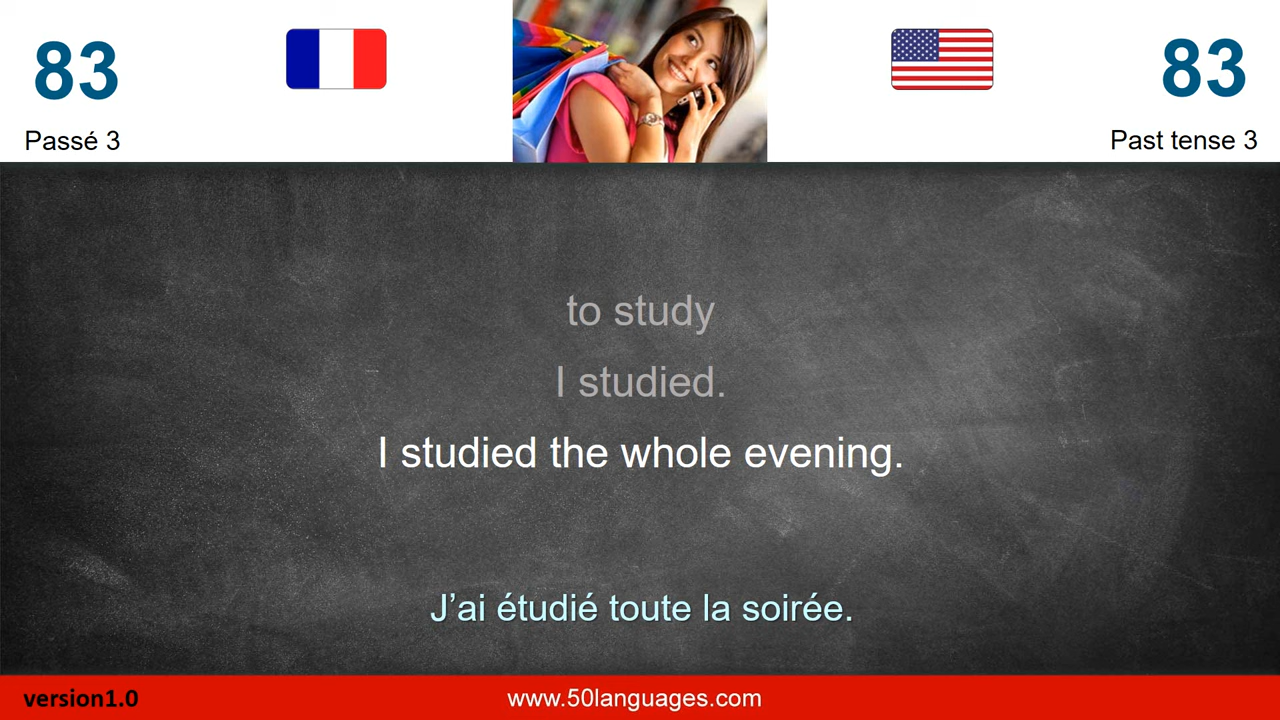 83
83
Passé 3
Past tense 3
to study
I studied.
I studied the whole evening.
J’ai étudié toute la soirée.
version1.0
www.50languages.com